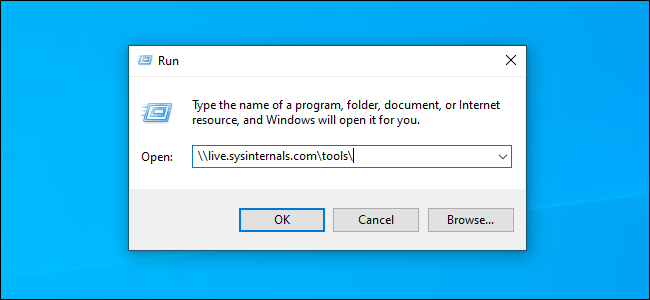 Run
Type the name of a program, folder, document, or Internet
resource, and Windows will open it for you.
Open: \\live.sysinternals.com\tools\
OK Cancel Browse...